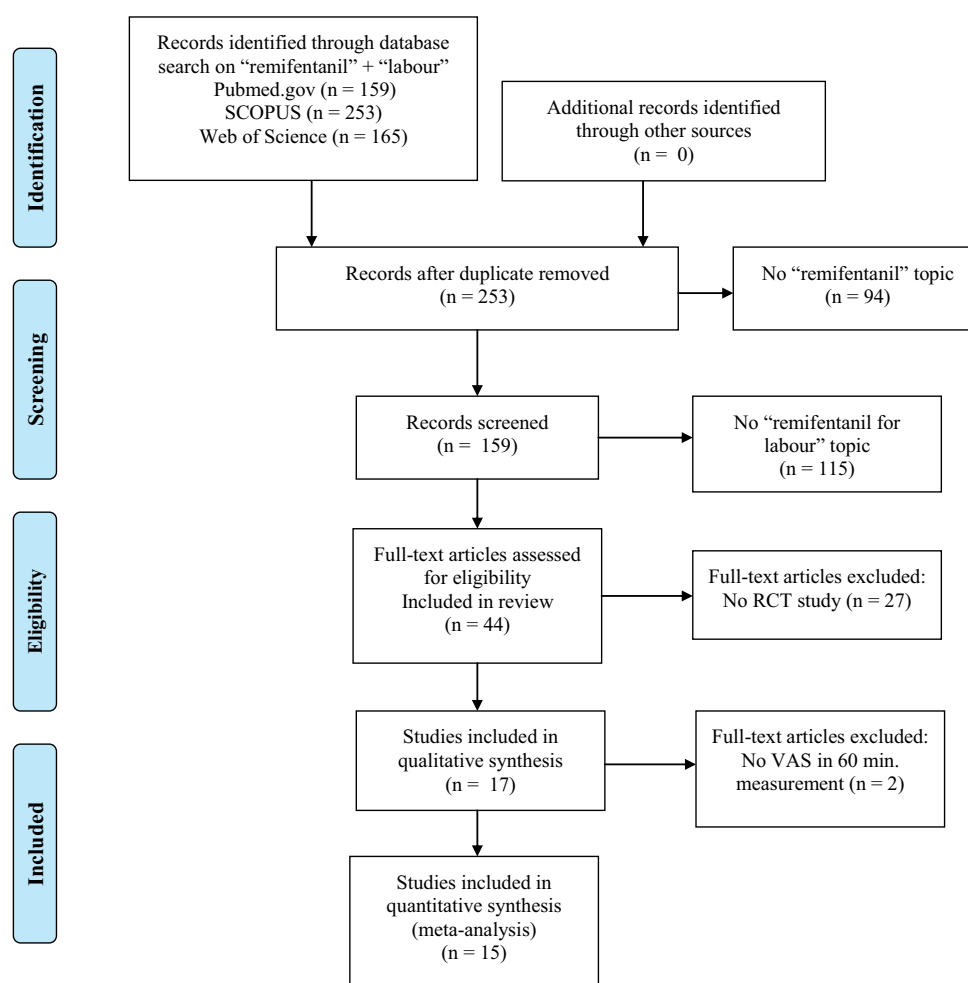 Identification
Records identified through database
search on “remifentanil” + “labour”
Pubmed.gov (n = 159)
SCOPUS (n = 253)
Web of Science (n = 165)
Additional records identified
through other sources
(n =  0)
Records after duplicate removed
(n = 253)
No “remifentanil” topic
(n = 94)
Screening
Records screened
(n =  159)
No “remifentanil for
labour” topic
(n = 115)
Eligibility
Full-text articles assessed
for eligibility
Included in review
(n = 44)
Full-text articles excluded:
No RCT study (n = 27)
Studies included in
qualitative synthesis
(n =  17)
Full-text articles excluded:
No VAS in 60 min.
measurement (n = 2)
Included
Studies included in
quantitative synthesis
(meta-analysis)
(n = 15)